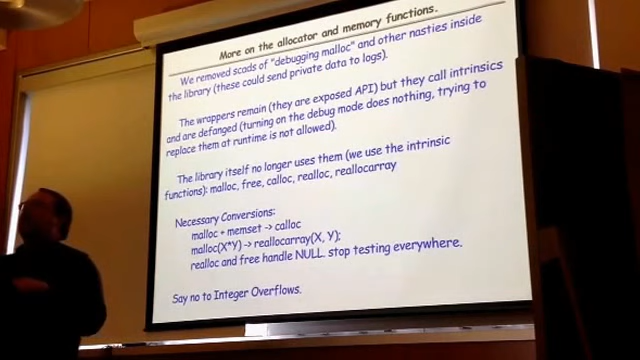 More on the allocator and memory functions.
We removed scads of "debugging malloc" and other nasties inside
the library (these could send private data to logs).
The wrappers remain (they are exposed API) but they call intrinsics
and are defanged (turning on the debug mode does nothing, trying to
replace them at runtime is not allowed).
The library itself no longer uses them (we use the intrinsic
functions): malloc, free, calloc, realloc, reallocarray
Necessary Conversions:
malloc + memset -> calloc
malloc(X*Y) -> reallocarray(X, Y);
realloc and free handle NULL. stop testing everywhere.
Say no to Integer Overflows.